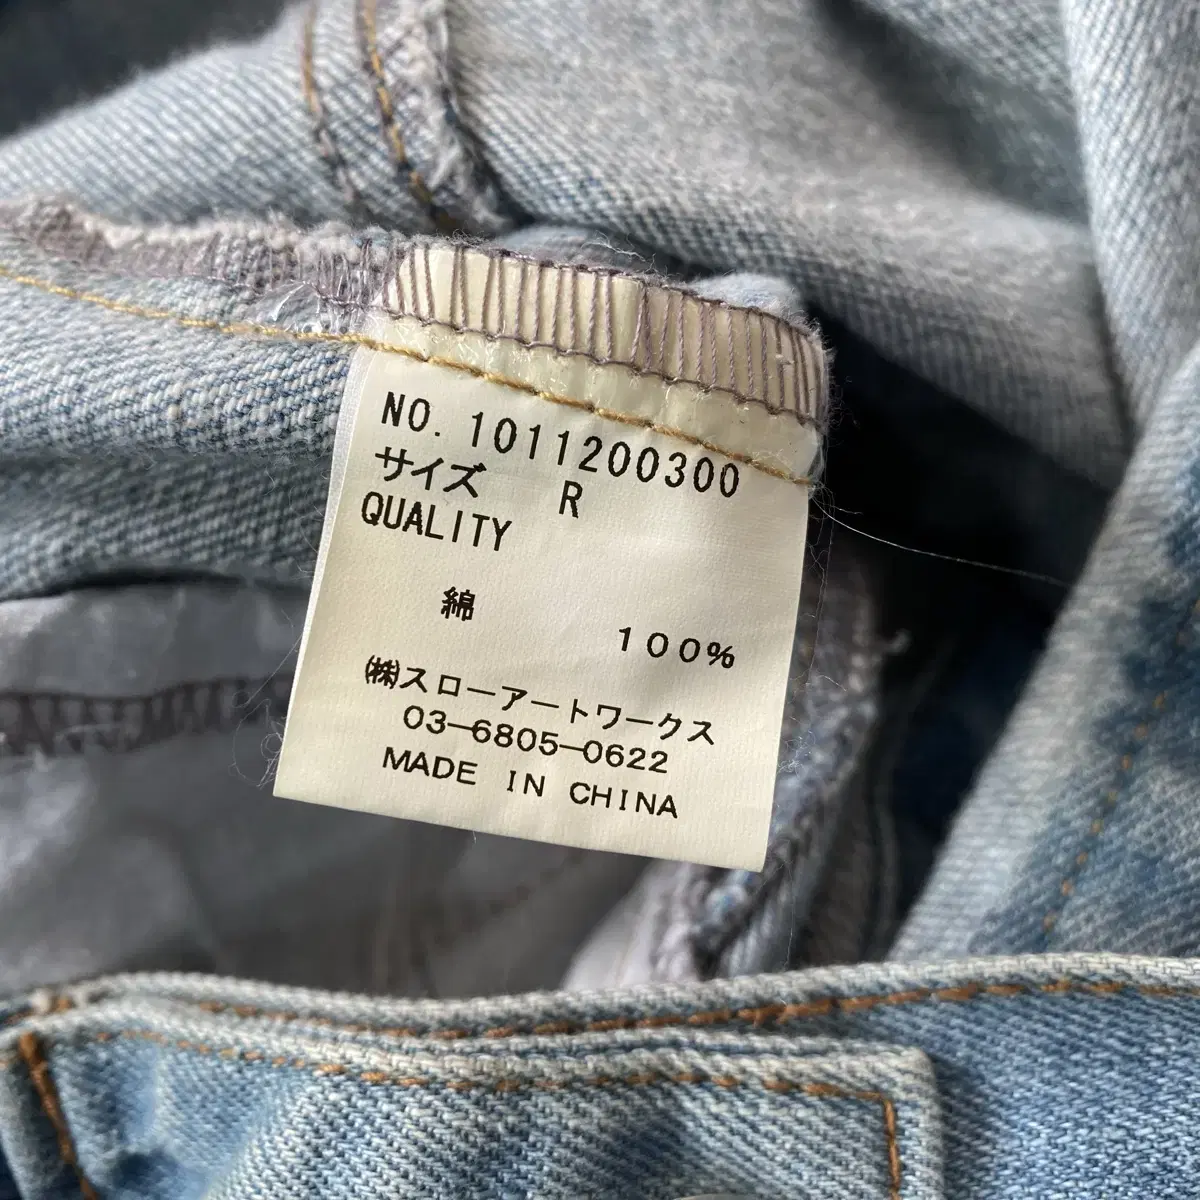 NO. 1011200300
サイズ R
QUALITY
綿 100%
㈱スローアートワークス
03-6805-0622
MADE IN CHINA